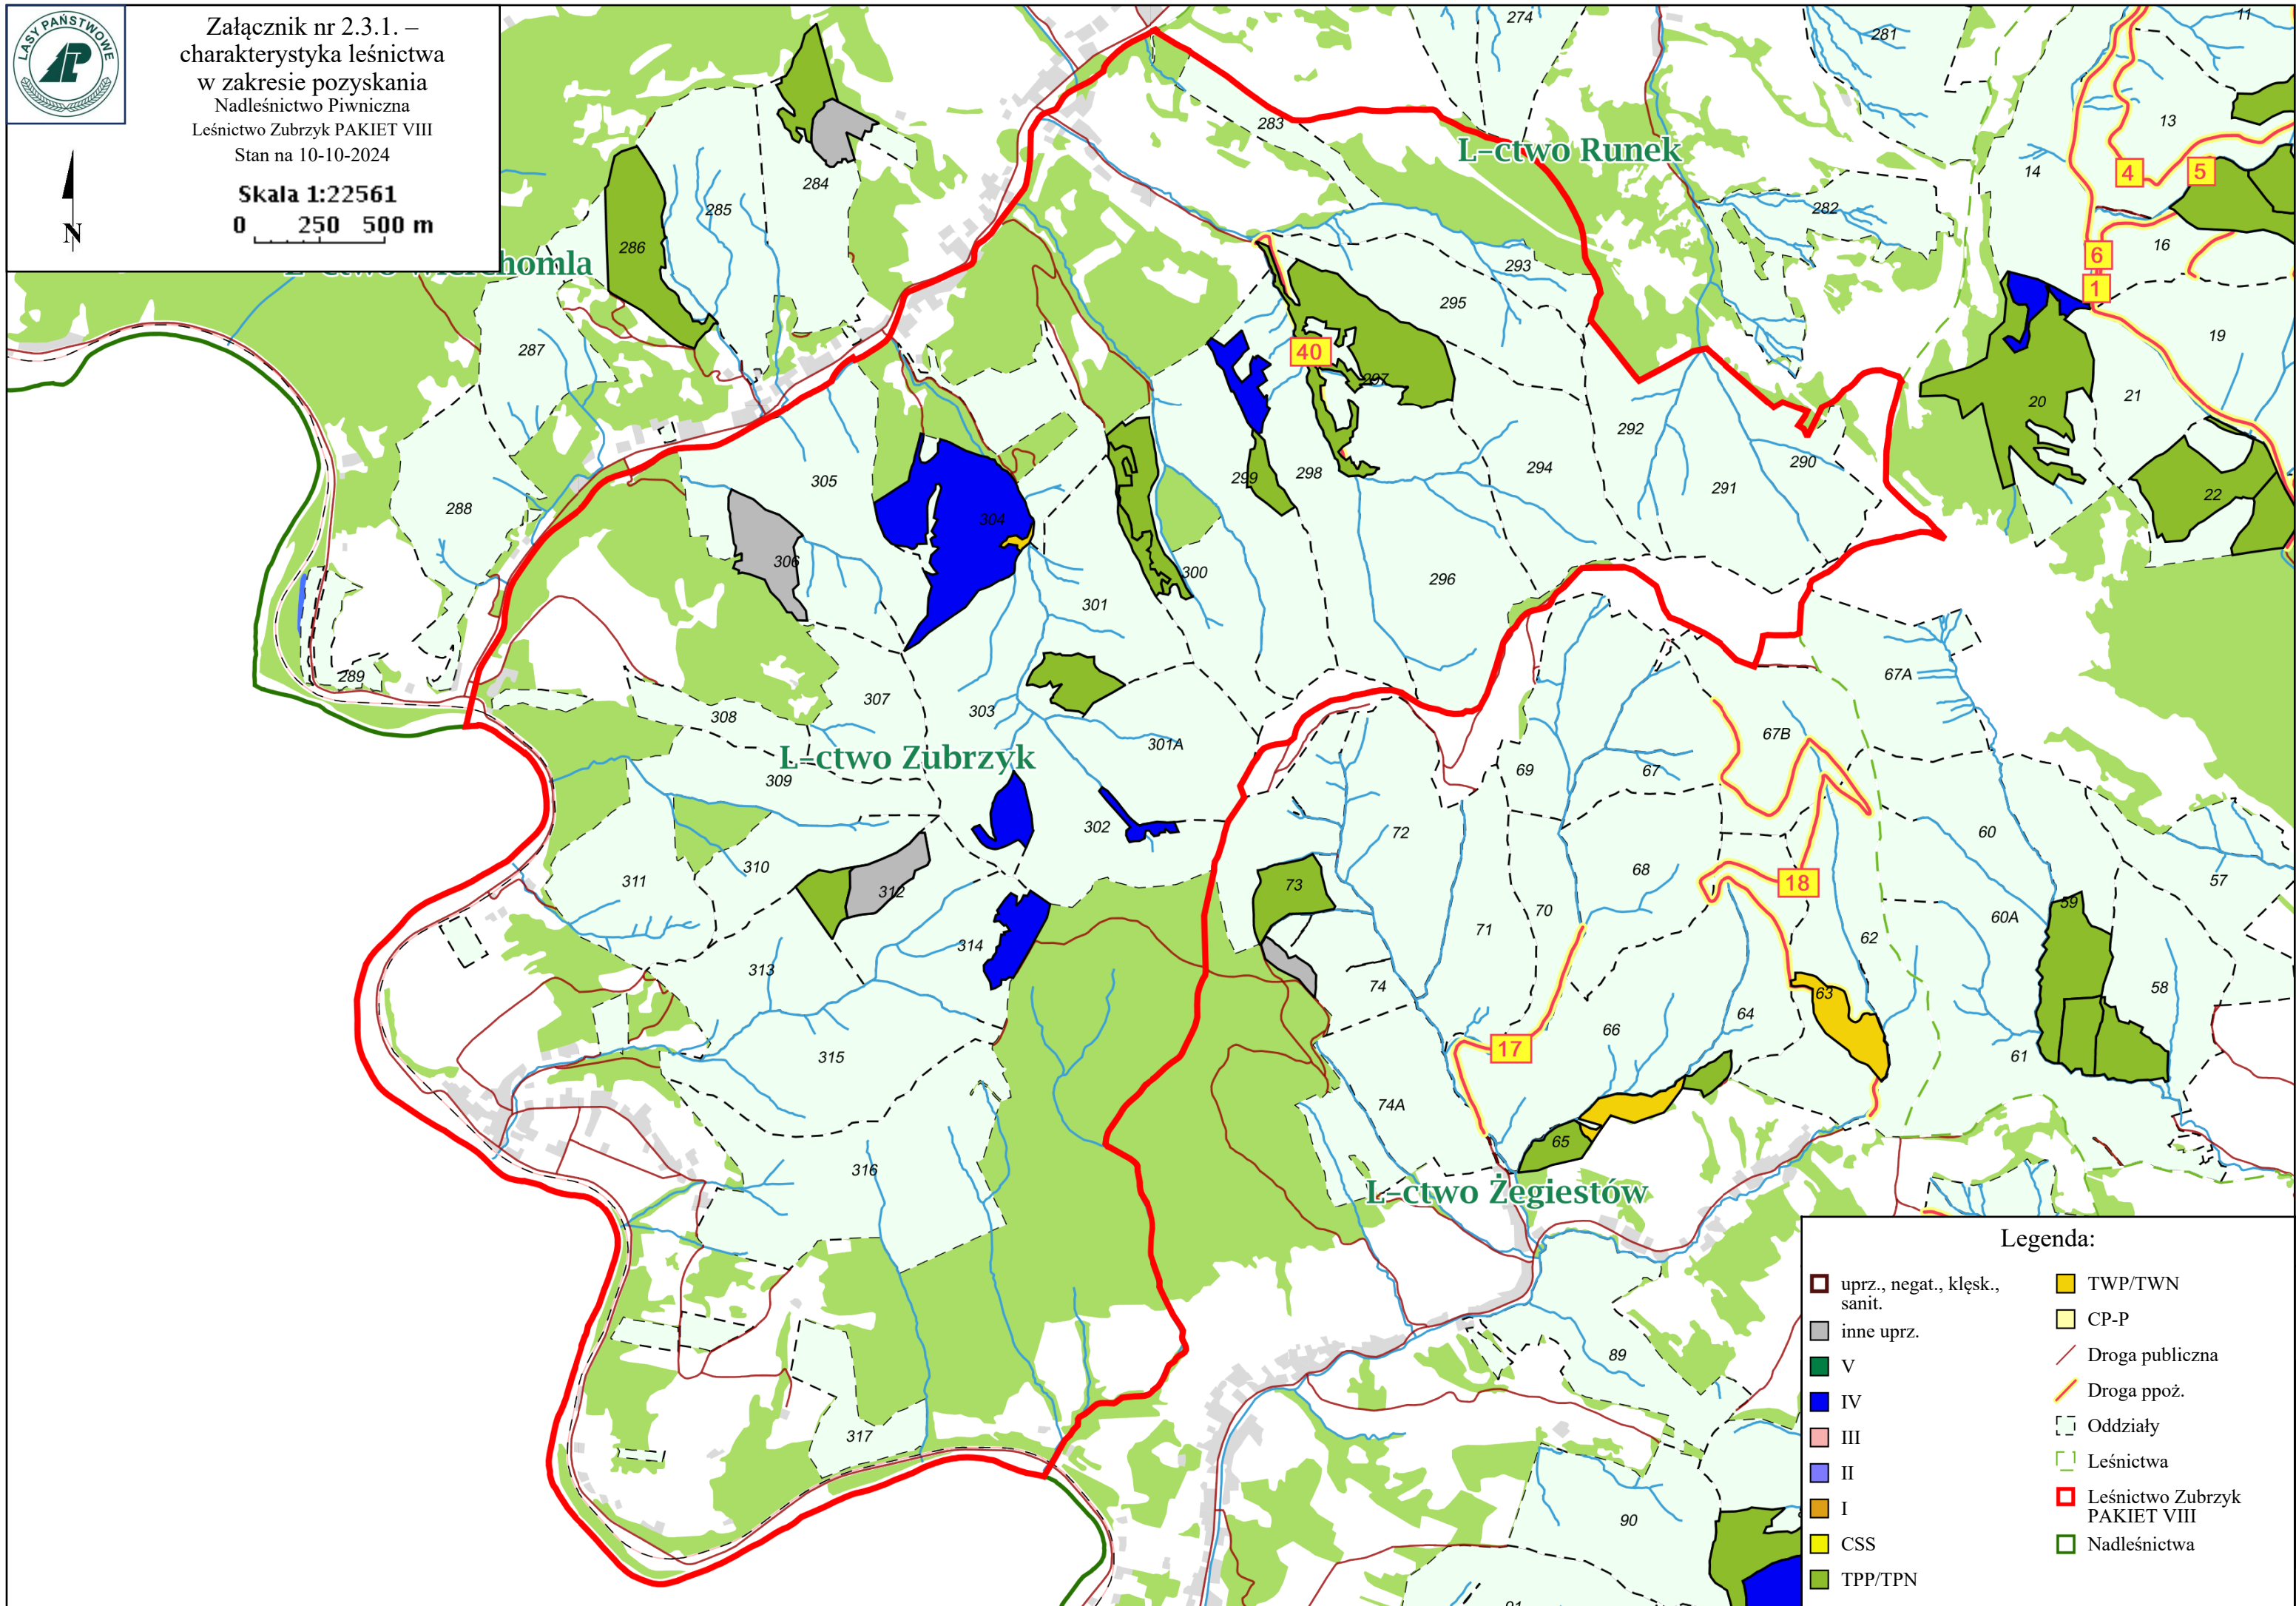 LASY PAŃSTWOWE
Załącznik nr 2.3.1. –
charakterystyka leśnictwa
w zakresie pozyskania
Nadleśnictwo Piwniczna
Leśnictwo Zubrzyk PAKIET VIII
Stan na 10-10-2024
Skala 1:22561
0 250 500 m
N
274
281
11
13
283
L-ctwo Runek
4
5
14
284
285
282
286
6
16
293
1
295
287
19
40
297
20
21
292
290
305
299
298
294
291
22
288
304
306
300
296
301
289
67A
307
308
303
67B
301A
L-ctwo Zubrzyk
69
67
309
302
72
60
310
68
18
57
311
312
73
59
70
60A
71
62
314
313
74
58
63
64
66
315
17
61
74A
65
316
L-ctwo Żegiestów
89
317
90
Legenda:
uprz., negat., klęsk.,
sanit.
inne uprz.
V
IV
III
II
I
CSS
TPP/TPN
TWP/TWN
CP-P
Droga publiczna
Droga ppoż.
Oddziały
Leśnictwa
Leśnictwo Zubrzyk
PAKIET VIII
Nadleśnictwa